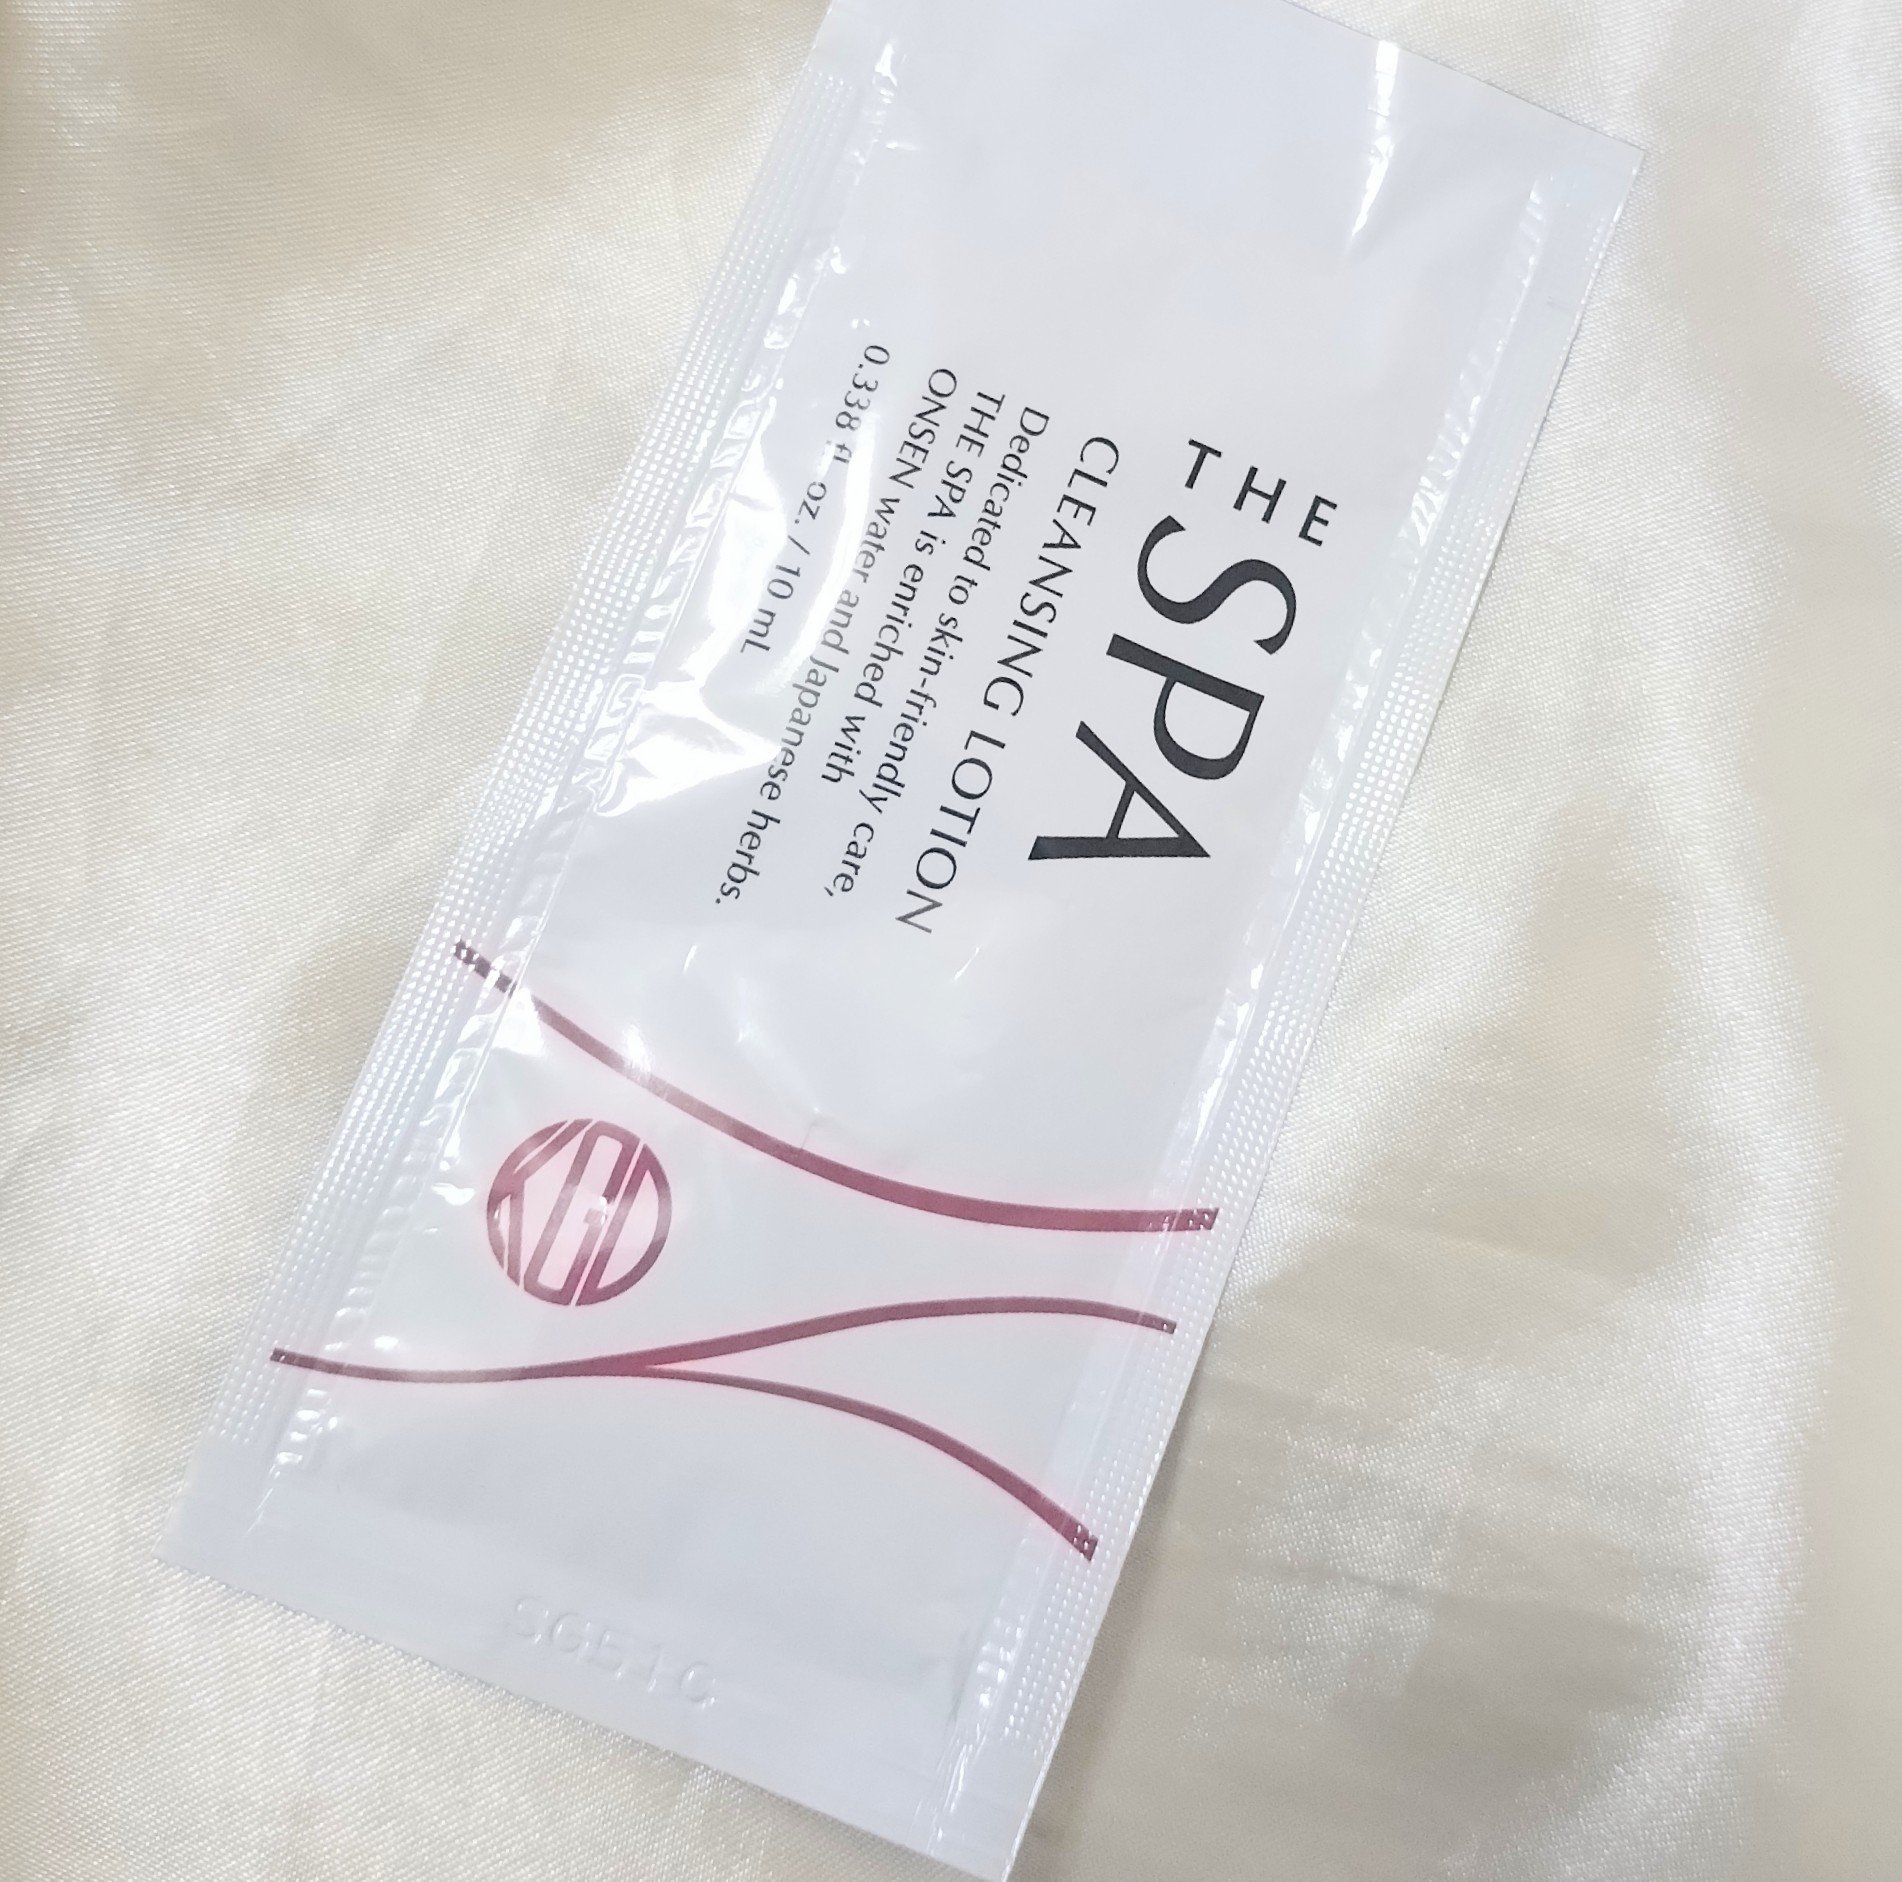 THE
SPA
CLEANSING LOTION
Dedicated to skin-friendly care,
THE SPA is enriched with
ONSEN water and Japanese herbs.
0.338 fl oz. / 10 mL
KGD